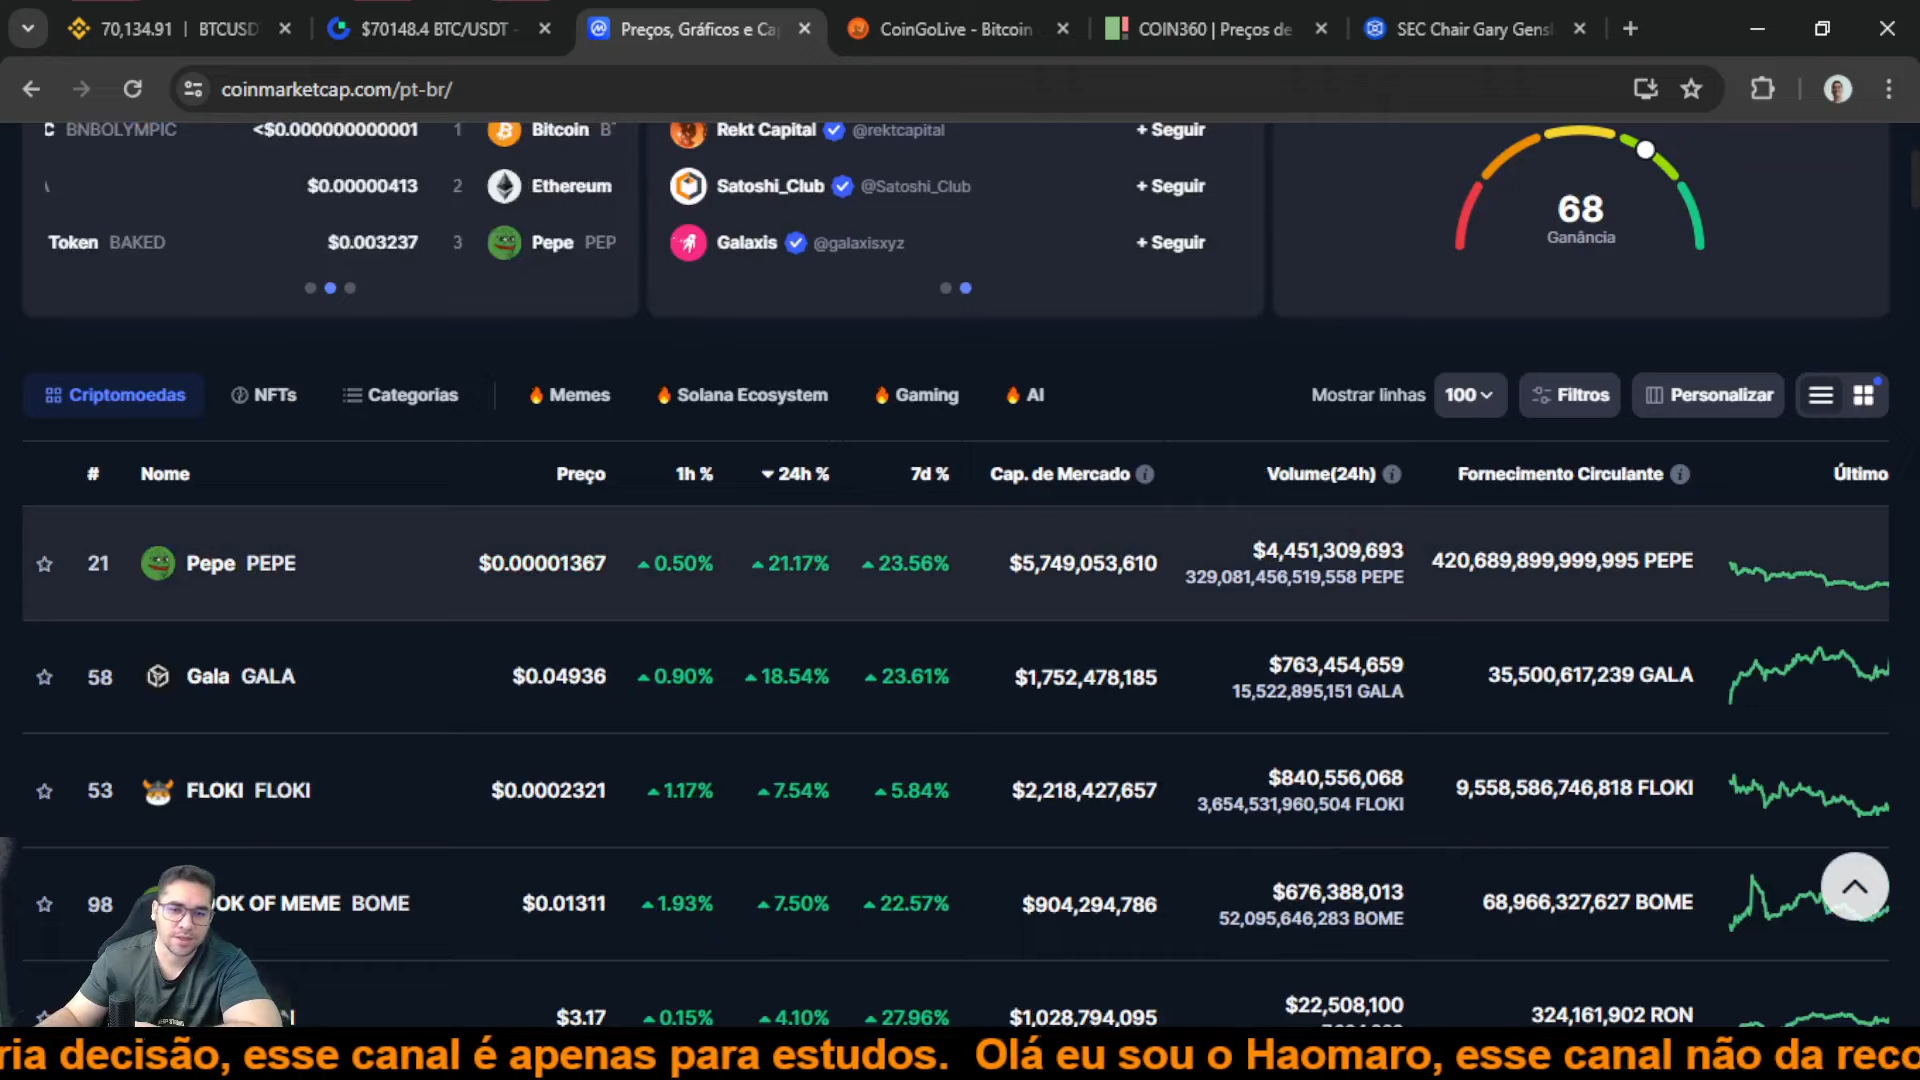 70,134.91 | BTCUSD
$70148.4 BTC/USDT -
Preços, Gráficos e Ca
CoinGoLive - Bitcoin
COIN360 | Preços de
SEC Chair Gary Gensl
coinmarketcap.com/pt-br/
BNBOLYMPIC <$0.000000000001
$0.00000413
Token BAKED $0.003237
1 Bitcoin
2 Ethereum
3 Pepe PEP
Rekt Capital @rektcapital + Seguir
Satoshi_Club @Satoshi_Club + Seguir
Galaxis @galaxisxyz + Seguir
68
Ganância
Criptomoedas NFTs Categorias Memes Solana Ecosystem Gaming AI Mostrar linhas 100 Filtros Personalizar
# Nome Preço 1h % 24h % 7d % Cap. de Mercado Volume(24h) Fornecimento Circulante Último
21 Pepe PEPE $0.00001367 0.50% 21.17% 23.56% $5,749,053,610 $4,451,309,693 420,689,899,999,995 PEPE
329,081,456,519,558 PEPE
58 Gala GALA $0.04936 0.90% 18.54% 23.61% $1,752,478,185 $763,454,659 35,500,617,239 GALA
15,522,895,151 GALA
53 FLOKI FLOKI $0.0002321 1.17% 7.54% 5.84% $2,218,427,657 $840,556,068 9,558,586,746,818 FLOKI
3,654,531,960,504 FLOKI
98 OOK OF MEME BOME $0.01311 1.93% 7.50% 22.57% $904,294,786 $676,388,013 68,966,327,627 BOME
52,095,646,283 BOME
$3.17 0.15% 4.10% 27.96% $1,028,794,095 $22,508,100 324,161,902 RON
ria decisão, esse canal é apenas para estudos. Olá eu sou o Haomaro, esse canal não da reco